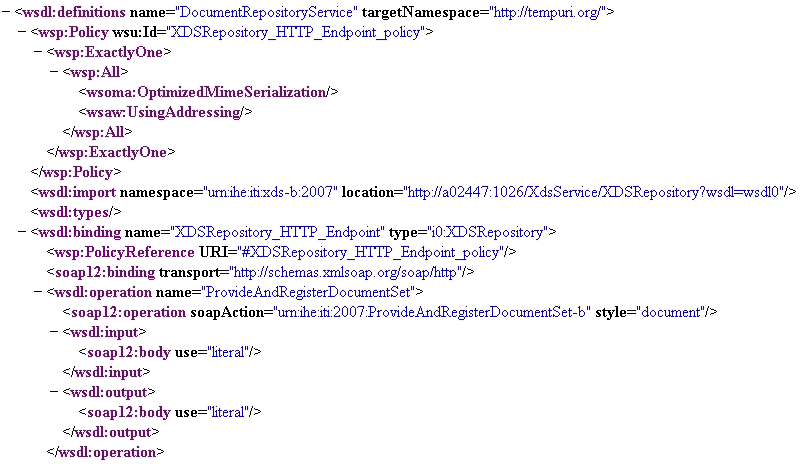 − <wsdl:definitions name="DocumentRepositoryService" targetNamespace="http://tempuri.org/">
− <wsp:Policy wsu:Id="XDSRepository_HTTP_Endpoint_policy">
− <wsp:ExactlyOne>
− <wsp:All>
<wsoma:OptimizedMimeSerialization/>
<wsaw:UsingAddressing/>
</wsp:All>
</wsp:ExactlyOne>
</wsp:Policy>
<wsdl:import namespace="urn:ihe:iti:xds-b:2007" location="http://a02447:1026/XdsService/XDSRepository?wsdl=wsdl0"/>
<wsdl:types/>
− <wsdl:binding name="XDSRepository_HTTP_Endpoint" type="i0:XDSRepository">
<wsp:PolicyReference URI="#XDSRepository_HTTP_Endpoint_policy"/>
<soap12:binding transport="http://schemas.xmlsoap.org/soap/http"/>
− <wsdl:operation name="ProvideAndRegisterDocumentSet">
<soap12:operation soapAction="urn:ihe:iti:2007:ProvideAndRegisterDocumentSet-b" style="document"/>
− <wsdl:input>
<soap12:body use="literal"/>
</wsdl:input>
− <wsdl:output>
<soap12:body use="literal"/>
</wsdl:output>
</wsdl:operation>